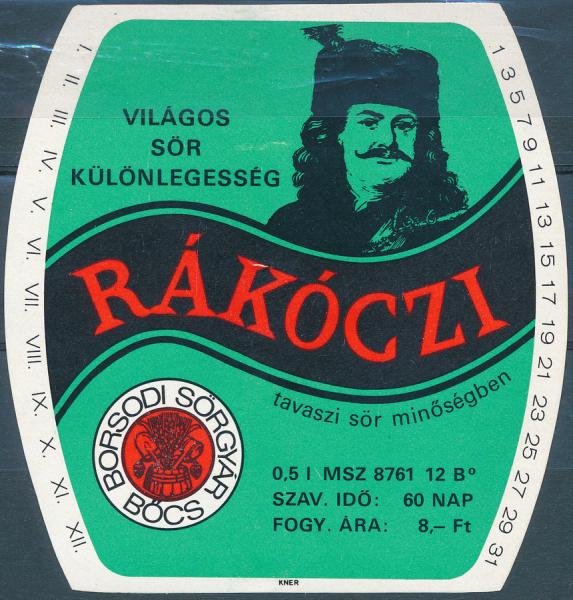 VILÁGOS
SÖR
KÜLÖNLEGESSÉG
RÁKÓCZI
tavaszi sör minőségben
BORSODI SÖRGYÁR
BŐCS
0,5 l MSZ 8761 12 B°
SZAV. IDŐ: 60 NAP
FOGY. ÁRA: 8,– Ft
I. II. III. IV. V. VI. VII. VIII. IX. X. XI. XII.
1 3 5 7 9 11 13 15 17 19 21 23 25 27 29 31
KNER